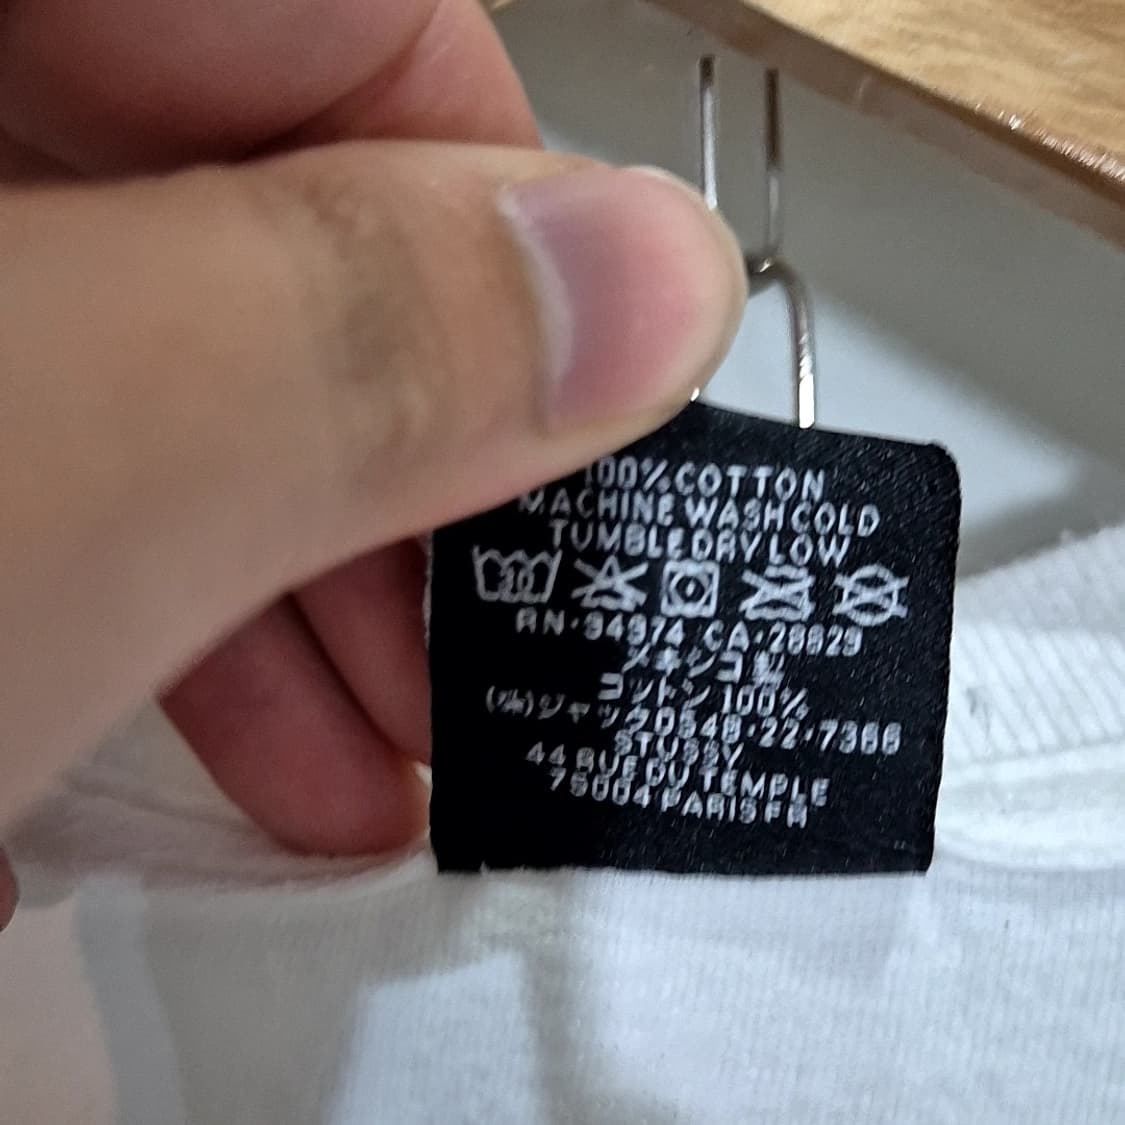 100% COTTON
MACHINE WASH COLD
TUMBLE DRY LOW
30
RN·94974 CA·28829
メキシコ製
コットン 100%
(株)ジャック0548·22·7366
STUSSY
44 RUE DU TEMPLE
75004 PARIS FR